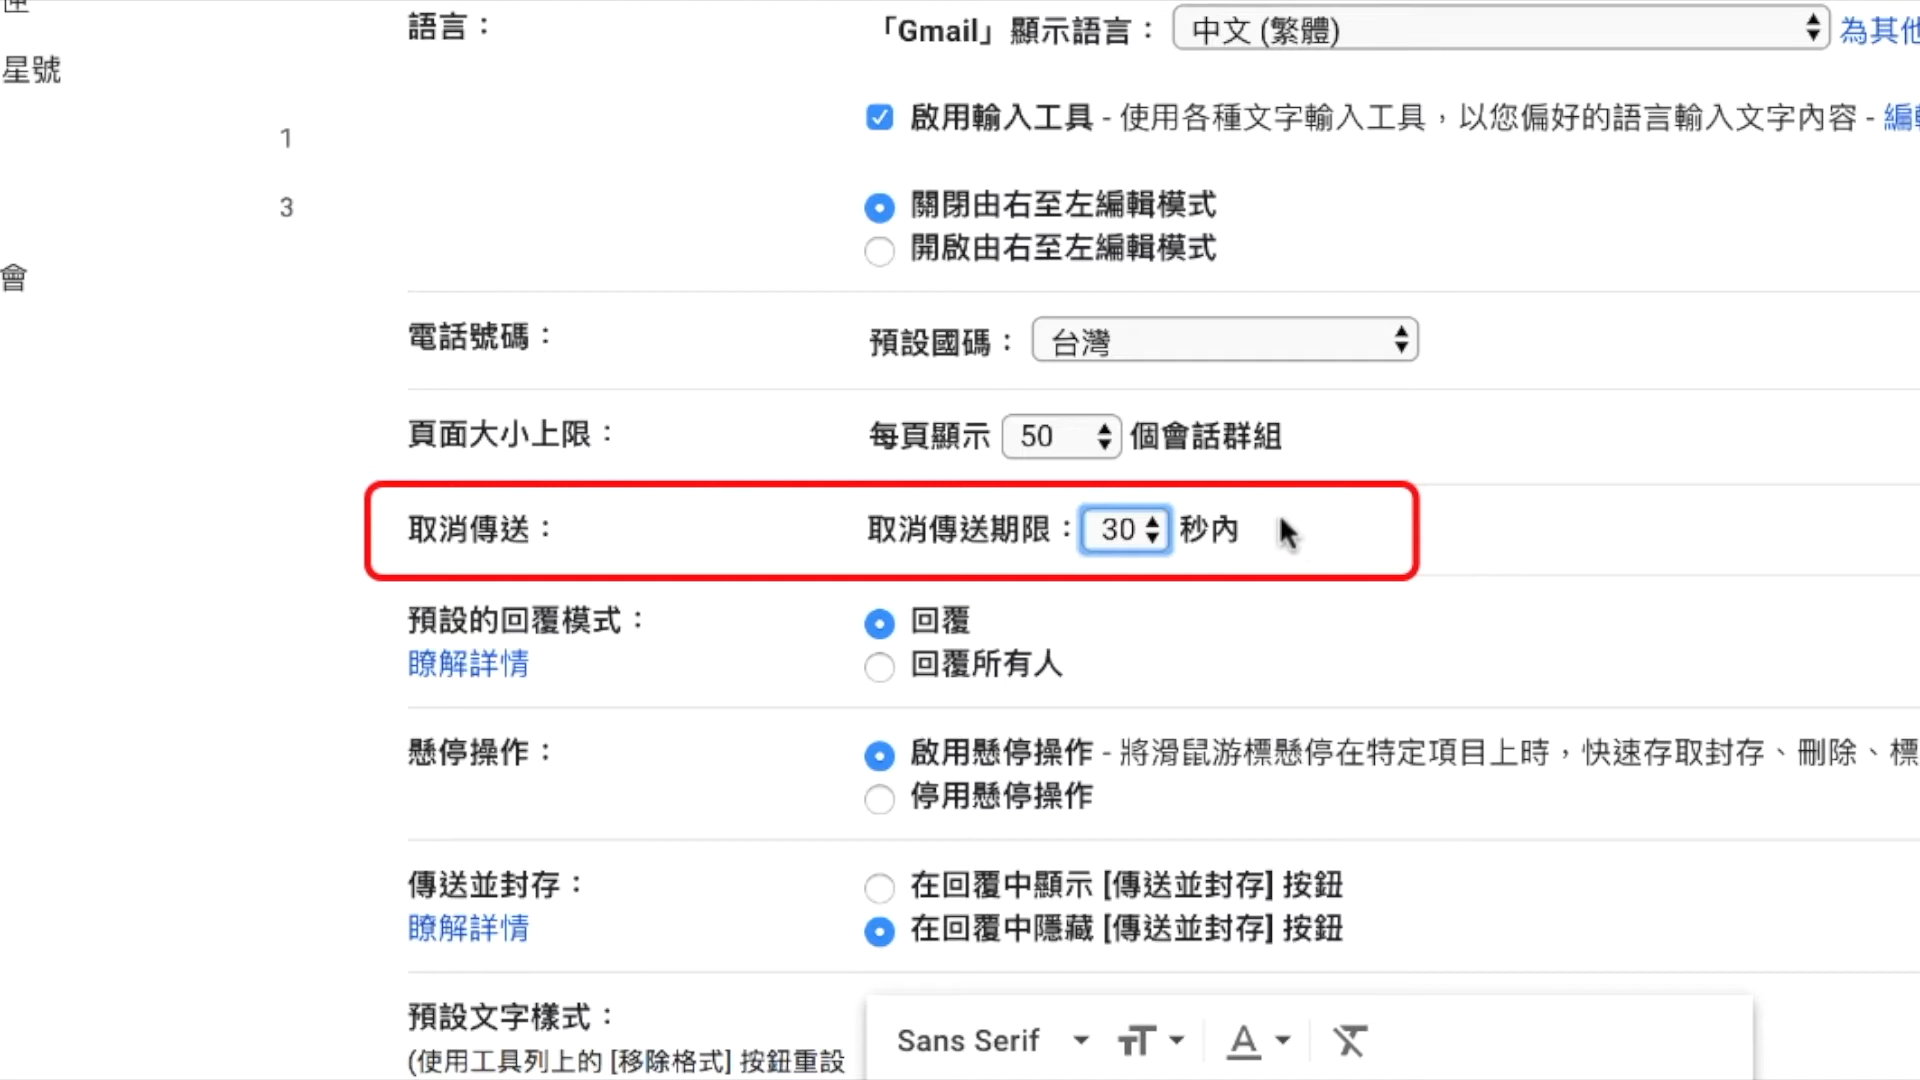 語言：
「Gmail」顯示語言： 中文 (繁體) 為其他
星號
啟用輸入工具 - 使用各種文字輸入工具，以您偏好的語言輸入文字內容 -
1
關閉由右至左編輯模式
3
開啟由右至左編輯模式
會
電話號碼：
預設國碼： 台灣
頁面大小上限：
每頁顯示 50 個會話群組
取消傳送：
取消傳送期限： 30 秒內
預設的回覆模式：
回覆
瞭解詳情
回覆所有人
懸停操作：
啟用懸停操作 - 將滑鼠游標懸停在特定項目上時，快速存取封存、刪除、標
停用懸停操作
傳送並封存：
在回覆中顯示 [傳送並封存] 按鈕
瞭解詳情
在回覆中隱藏 [傳送並封存] 按鈕
預設文字樣式：
(使用工具列上的 [移除格式] 按鈕重設
Sans Serif